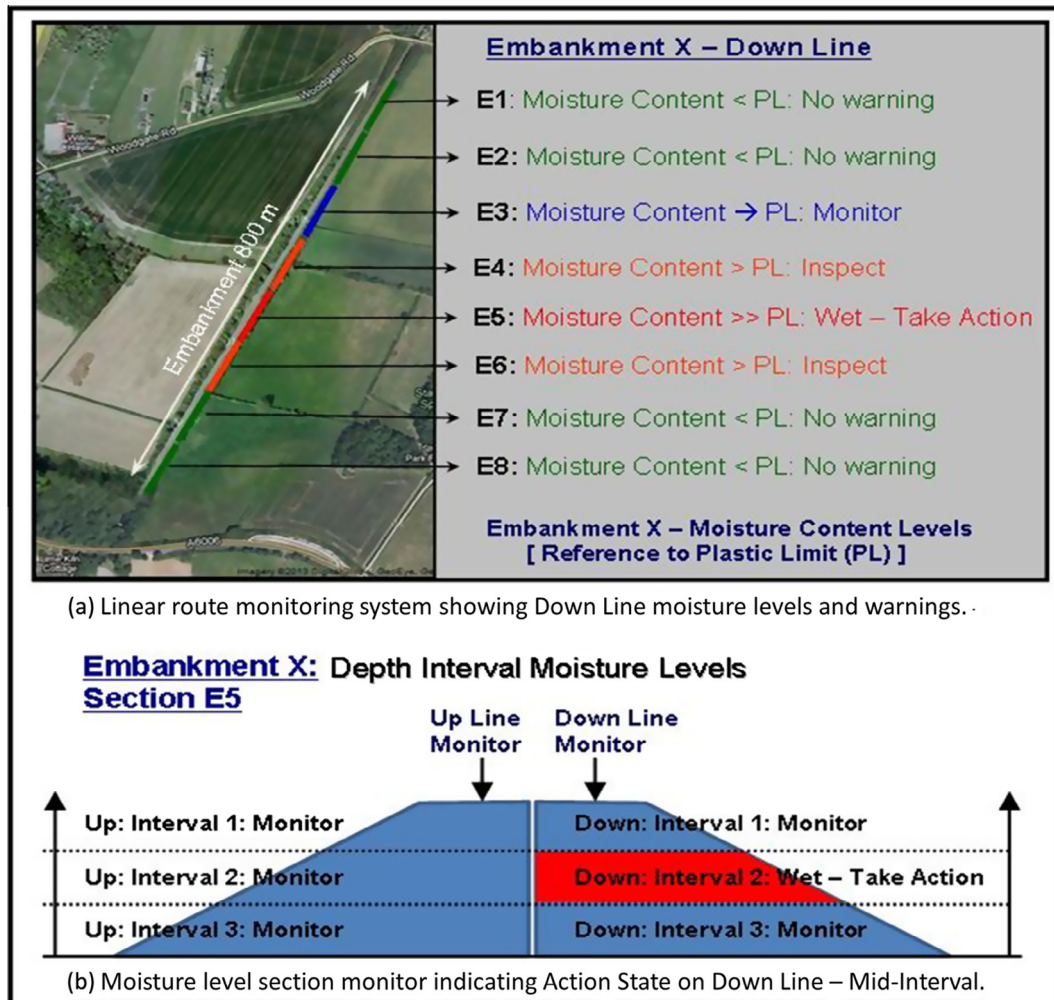 Embankment X – Down Line
Woodgate Rd
Woodgate Rd
Embankment 800 m
E1: Moisture Content < PL: No warning
E2: Moisture Content < PL: No warning
E3: Moisture Content → PL: Monitor
E4: Moisture Content > PL: Inspect
E5: Moisture Content >> PL: Wet – Take Action
E6: Moisture Content > PL: Inspect
E7: Moisture Content < PL: No warning
E8: Moisture Content < PL: No warning
Park
A6006
Cottage
Embankment X – Moisture Content Levels
[ Reference to Plastic Limit (PL) ]
(a) Linear route monitoring system showing Down Line moisture levels and warnings.
Embankment X: Depth Interval Moisture Levels
Section E5
Up Line
Monitor
Down Line
Monitor
Up: Interval 1: Monitor
Down: Interval 1: Monitor
Up: Interval 2: Monitor
Down: Interval 2: Wet – Take Action
Up: Interval 3: Monitor
Down: Interval 3: Monitor
(b) Moisture level section monitor indicating Action State on Down Line – Mid-Interval.